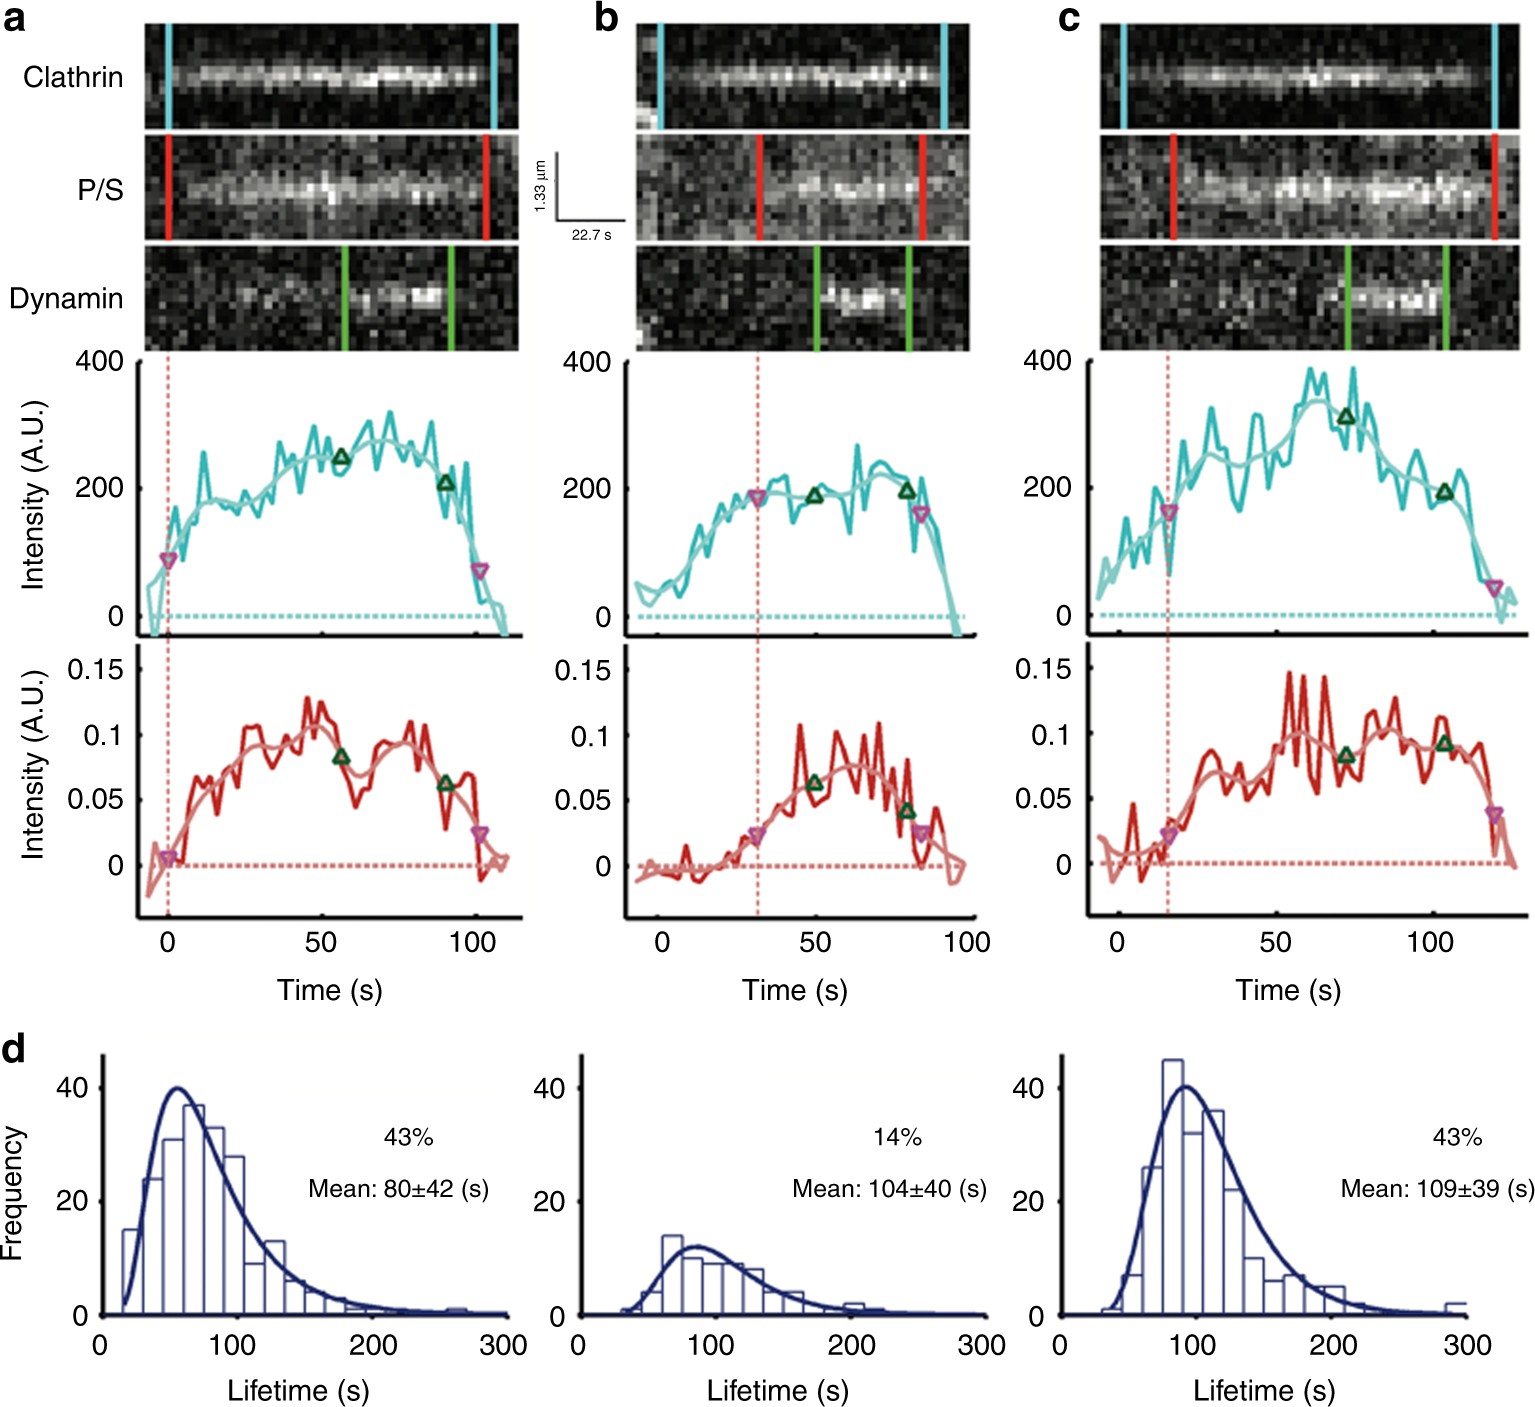 a
b
c
Clathrin
P/S
Dynamin
1.33 µm
22.7 s
Intensity (A.U.)
400
200
0
400
200
0
400
200
0
Intensity (A.U.)
0.15
0.1
0.05
0
0.15
0.1
0.05
0
0.15
0.1
0.05
0
0 50 100
0 50 100
0 50 100
Time (s)
Time (s)
Time (s)
d
Frequency
40
20
0
43%
Mean: 80±42 (s)
0 100 200 300
Lifetime (s)
40
20
0
14%
Mean: 104±40 (s)
0 100 200 300
Lifetime (s)
40
20
0
43%
Mean: 109±39 (s)
0 100 200 300
Lifetime (s)